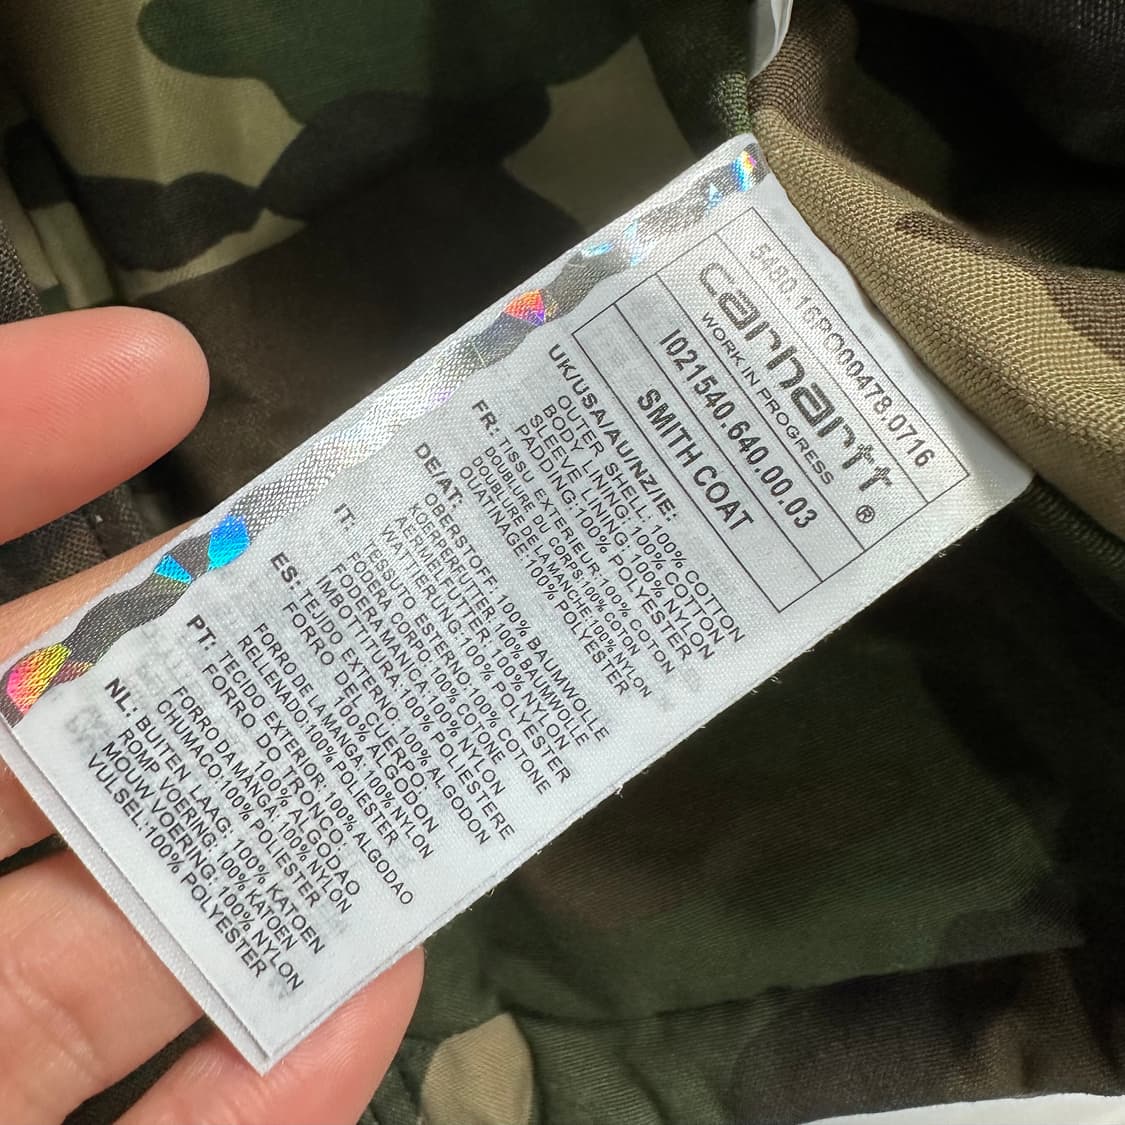 5480.16PO00478.0716
carhartt®
WORK IN PROGRESS
I021540.640.00.03
SMITH COAT
UK/USA/AU/NZ/IE:
OUTER SHELL: 100% COTTON
BODY LINING: 100% COTTON
SLEEVE LINING: 100% NYLON
PADDING:100% POLYESTER
FR: TISSU EXTERIEUR:100% COTON
DOUBLURE DU CORPS:100% COTON
DOUBLURE DE LA MANCHE:100% NYLON
OUATINAGE:100% POLYESTER
DE/AT:
OBERSTOFF: 100% BAUMWOLLE
KOERPERFUTTER:100% BAUMWOLLE
AERMELFUTTER:100% NYLON
WATTIERUNG:100% POLYESTER
IT: TESSUTO ESTERNO:100% COTONE
FODERA CORPO:100% COTONE
FODERA MANICA:100% NYLON
IMBOTTITURA:100% POLIESTERE
ES: TEJIDO EXTERNO: 100% ALGODON
FORRO DEL CUERPO:
100% ALGODON
FORRO DE LA MANGA: 100% NYLON
RELLENADO:100% POLIESTER
PT: TECIDO EXTERIOR: 100% ALGODAO
FORRO DO TRONCO:
100% ALGODAO
FORRO DA MANGA: 100% NYLON
CHUMACO:100% POLIESTER
NL: BUITEN LAAG: 100% KATOEN
ROMP VOERING: 100% KATOEN
MOUW VOERING: 100% NYLON
VULSEL:100% POLYESTER